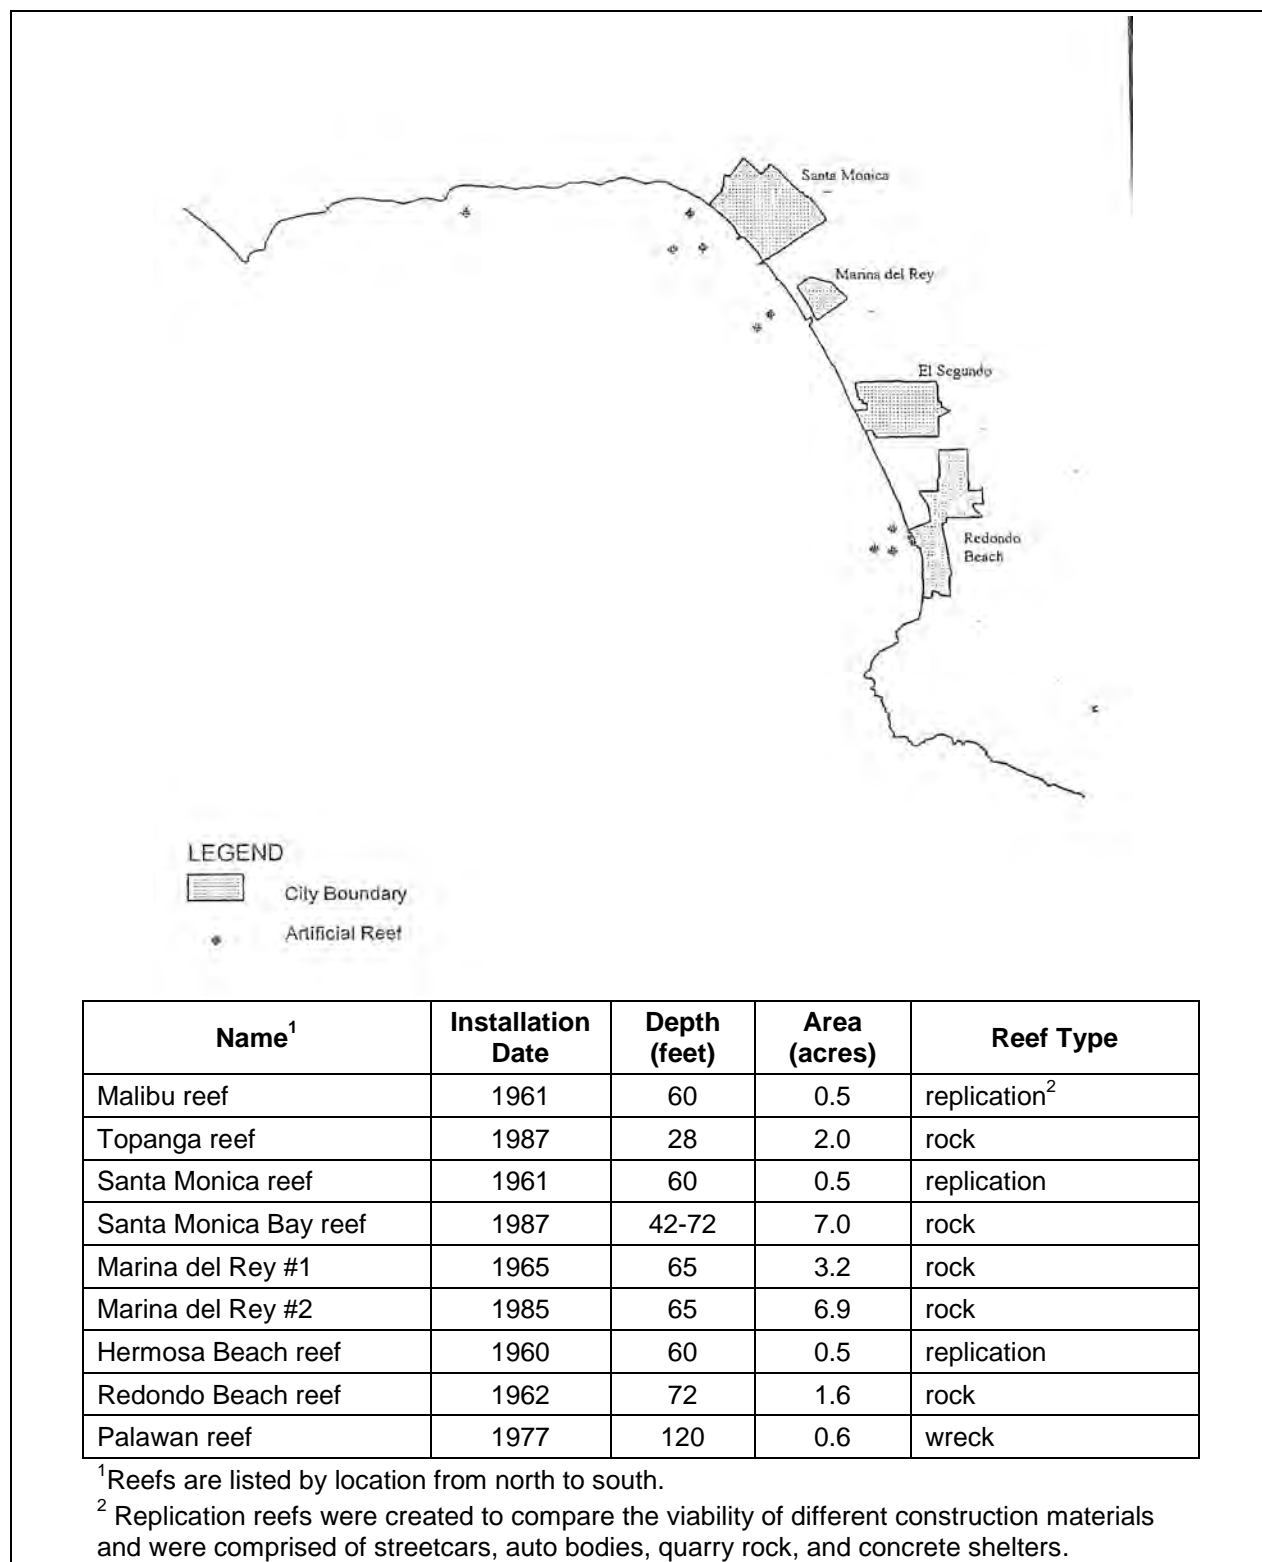 Santa Monica
Marina del Rey
El Segundo
Redondo
Beach
LEGEND
City Boundary
Artificial Reef
Name1 Installation Date Depth (feet) Area (acres) Reef Type
Malibu reef 1961 60 0.5 replication2
Topanga reef 1987 28 2.0 rock
Santa Monica reef 1961 60 0.5 replication
Santa Monica Bay reef 1987 42-72 7.0 rock
Marina del Rey #1 1965 65 3.2 rock
Marina del Rey #2 1985 65 6.9 rock
Hermosa Beach reef 1960 60 0.5 replication
Redondo Beach reef 1962 72 1.6 rock
Palawan reef 1977 120 0.6 wreck
1Reefs are listed by location from north to south.
2 Replication reefs were created to compare the viability of different construction materials
and were comprised of streetcars, auto bodies, quarry rock, and concrete shelters.